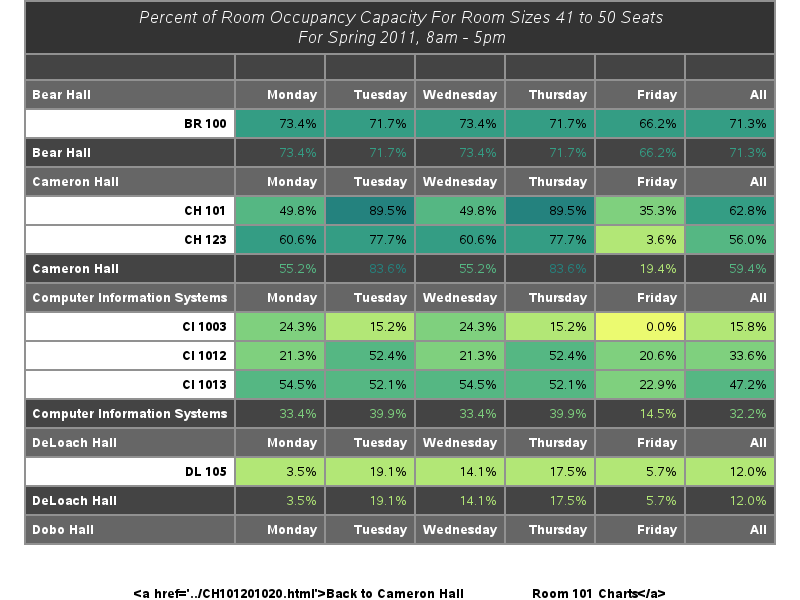 Percent of Room Occupancy Capacity For Room Sizes 41 to 50 Seats
For Spring 2011, 8am - 5pm
Bear Hall Monday Tuesday Wednesday Thursday Friday All
BR 100 73.4% 71.7% 73.4% 71.7% 66.2% 71.3%
Bear Hall 73.4% 71.7% 73.4% 71.7% 66.2% 71.3%
Cameron Hall Monday Tuesday Wednesday Thursday Friday All
CH 101 49.8% 89.5% 49.8% 89.5% 35.3% 62.8%
CH 123 60.6% 77.7% 60.6% 77.7% 3.6% 56.0%
Cameron Hall 55.2% 83.6% 55.2% 83.6% 19.4% 59.4%
Computer Information Systems Monday Tuesday Wednesday Thursday Friday All
CI 1003 24.3% 15.2% 24.3% 15.2% 0.0% 15.8%
CI 1012 21.3% 52.4% 21.3% 52.4% 20.6% 33.6%
CI 1013 54.5% 52.1% 54.5% 52.1% 22.9% 47.2%
Computer Information Systems 33.4% 39.9% 33.4% 39.9% 14.5% 32.2%
DeLoach Hall Monday Tuesday Wednesday Thursday Friday All
DL 105 3.5% 19.1% 14.1% 17.5% 5.7% 12.0%
DeLoach Hall 3.5% 19.1% 14.1% 17.5% 5.7% 12.0%
Dobo Hall Monday Tuesday Wednesday Thursday Friday All
<a href='../CH101201020.html'>Back to Cameron Hall Room 101 Charts</a>